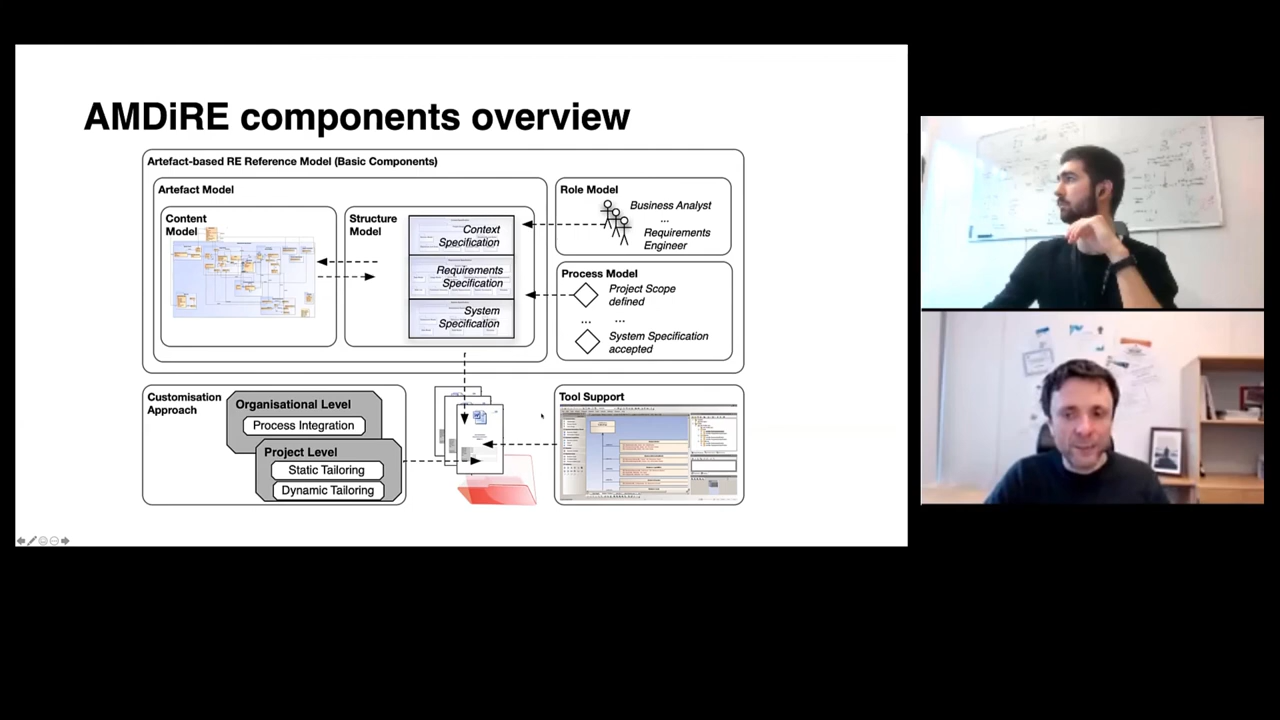 AMDiRE components overview
Artefact-based RE Reference Model (Basic Components)
Artefact Model
Content
Model
Structure
Model
Context
Specification
Requirements
Specification
System
Specification
Role Model
Business Analyst
...
Requirements
Engineer
Process Model
Project Scope
defined
... ...
System Specification
accepted
Customisation
Approach
Organisational Level
Process Integration
Project Level
Static Tailoring
Dynamic Tailoring
Tool Support